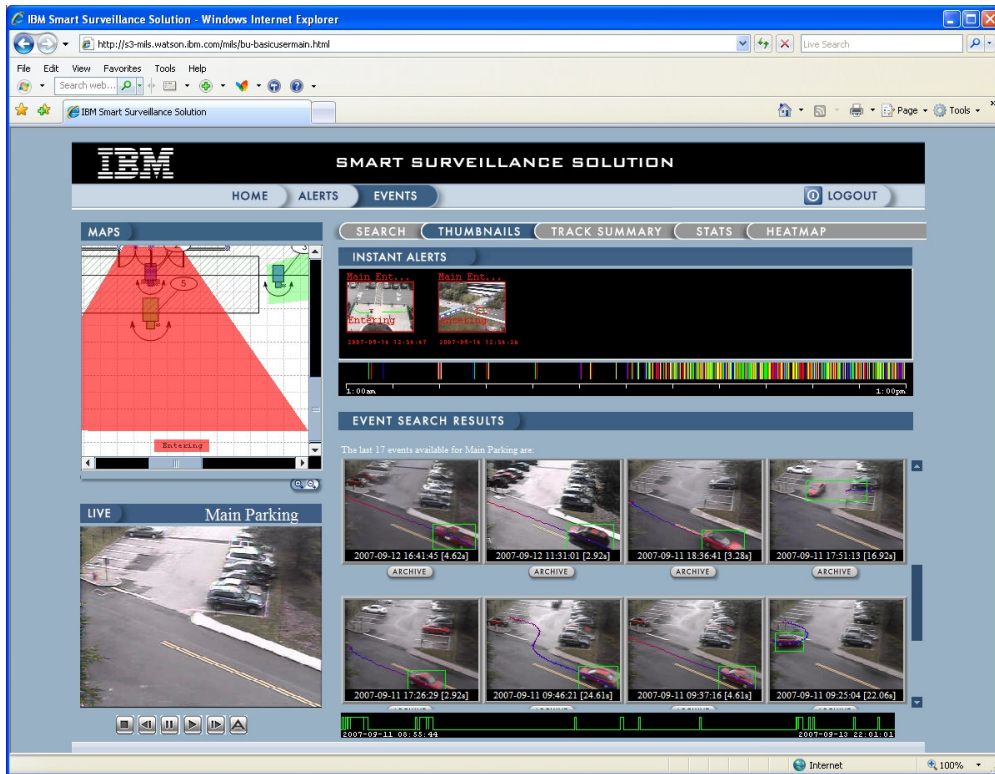 IBM Smart Surveillance Solution - Windows Internet Explorer
http://s3-mils.watson.ibm.com/mils/bu-basicusermain.html
Live Search
File Edit View Favorites Tools Help
Search web...
IBM Smart Surveillance Solution
Page Tools
IBM
SMART SURVEILLANCE SOLUTION
HOME ALERTS EVENTS LOGOUT
MAPS
SEARCH THUMBNAILS TRACK SUMMARY STATS HEATMAP
INSTANT ALERTS
Main Ent... Main Ent...
Entering Entering
5
Entering
1:00am 1:00pm
EVENT SEARCH RESULTS
The last 17 events available for Main Parking are:
2007-09-12 16:41:45 [4.62s] 2007-09-12 11:31:01 [2.92s] 2007-09-11 18:36:41 [3.28s] 2007-09-11 17:51:13 [16.92s]
ARCHIVE ARCHIVE ARCHIVE ARCHIVE
LIVE Main Parking
2007-09-11 17:26:29 [2.92s] 2007-09-11 09:46:21 [24.61s] 2007-09-11 09:37:16 [4.61s] 2007-09-11 09:25:04 [22.06s]
2007-09-11 08:55:44 2007-09-13 22:01:01
Internet 100%